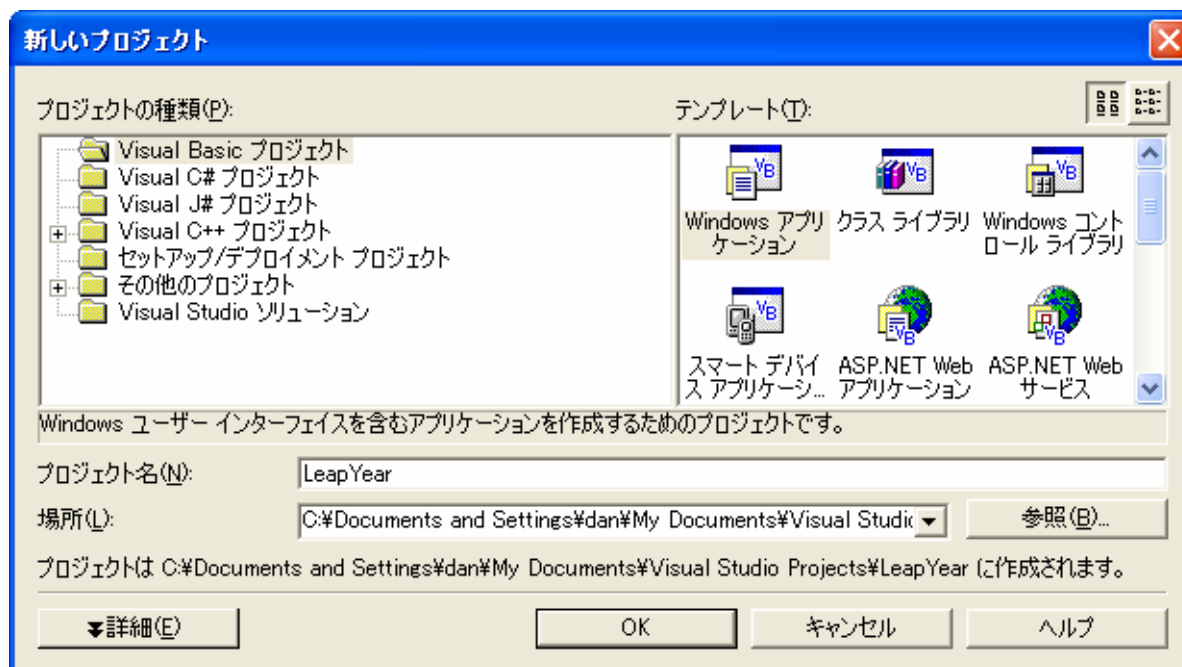 新しいプロジェクト
プロジェクトの種類(P):
テンプレート(T):
Visual Basic プロジェクト
Visual C# プロジェクト
Visual J# プロジェクト
Visual C++ プロジェクト
セットアップ/デプロイメント プロジェクト
その他のプロジェクト
Visual Studio ソリューション
Windows アプリ
ケーション
クラス ライブラリ
Windows コント
ロール ライブラリ
スマート デバイ
ス アプリケーシ...
ASP.NET Web
アプリケーション
ASP.NET Web
サービス
Windows ユーザー インターフェイスを含むアプリケーションを作成するためのプロジェクトです。
プロジェクト名(N):
LeapYear
場所(L):
C:¥Documents and Settings¥dan¥My Documents¥Visual Studi
参照(B)...
プロジェクトは C:¥Documents and Settings¥dan¥My Documents¥Visual Studio Projects¥LeapYear に作成されます。
詳細(E)
OK
キャンセル
ヘルプ